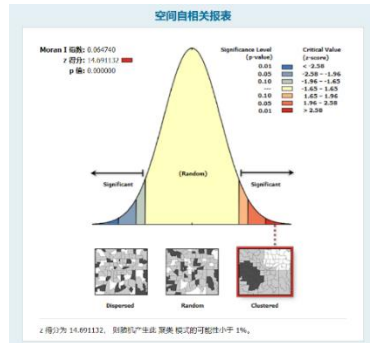 空间自相关报表
Moran I 指数: 0.064740
z 得分: 14.691132
p 值: 0.000000
Significance Level (p-value)
Critical Value (z-score)
0.01 < -2.58
0.05 -2.58 - -1.96
0.10 -1.96 - -1.65
--- -1.65 - 1.65
0.10 1.65 - 1.96
0.05 1.96 - 2.58
0.01 > 2.58
(Random)
Significant
Significant
Dispersed
Random
Clustered
z 得分为 14.691132, 则随机产生此 聚类 模式的可能性小于 1%。